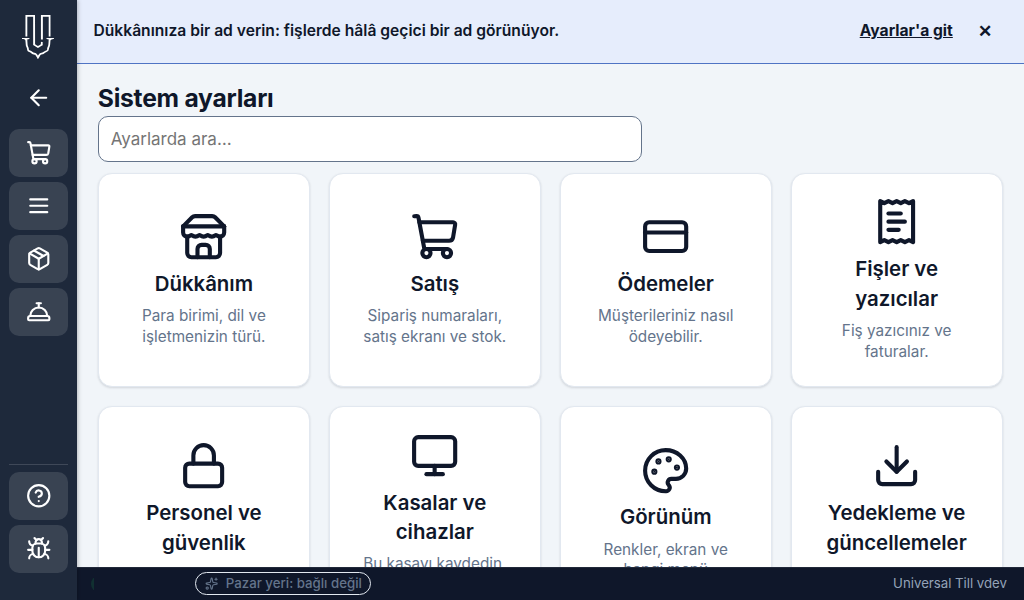 Dükkânınıza bir ad verin: fişlerde hâlâ geçici bir ad görünüyor.
Ayarlar'a git
Sistem ayarları
Ayarlarda ara...
Dükkânım
Para birimi, dil ve
işletmenizin türü.
Satış
Sipariş numaraları,
satış ekranı ve stok.
Ödemeler
Müşterileriniz nasıl
ödeyebilir.
Fişler ve
yazıcılar
Fiş yazıcınız ve
faturalar.
Personel ve
güvenlik
Kasalar ve
cihazlar
Bu kasayı kaydedin
Görünüm
Renkler, ekran ve
Yedekleme ve
güncellemeler
Pazar yeri: bağlı değil
Universal Till vdev